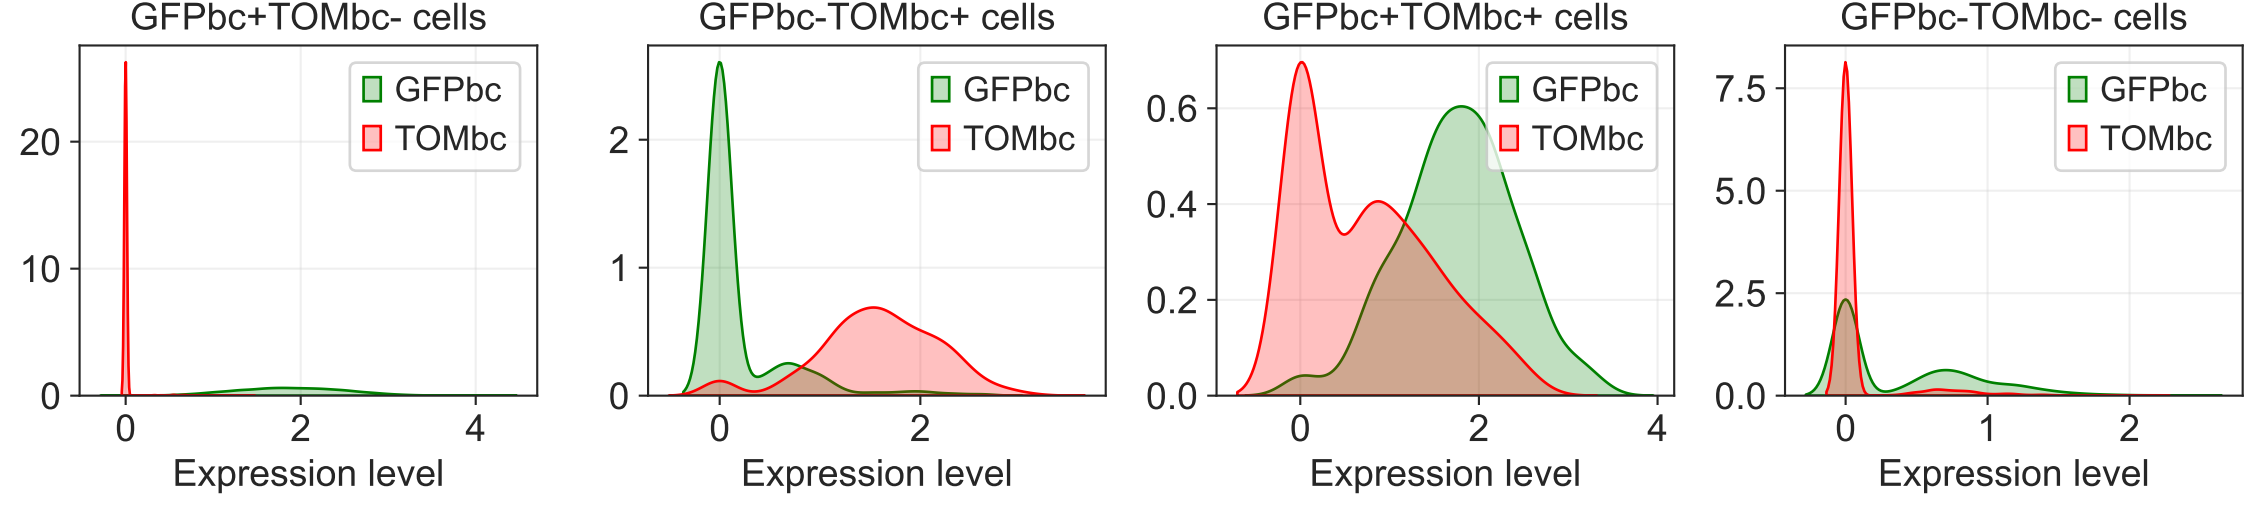 GFPbc+TOMbc- cells
GFPbc
TOMbc
20
10
0
0 2 4
Expression level
GFPbc-TOMbc+ cells
GFPbc
TOMbc
2
1
0
0 2
Expression level
GFPbc+TOMbc+ cells
GFPbc
TOMbc
0.6
0.4
0.2
0.0
0 2 4
Expression level
GFPbc-TOMbc- cells
GFPbc
TOMbc
7.5
5.0
2.5
0.0
0 1 2
Expression level